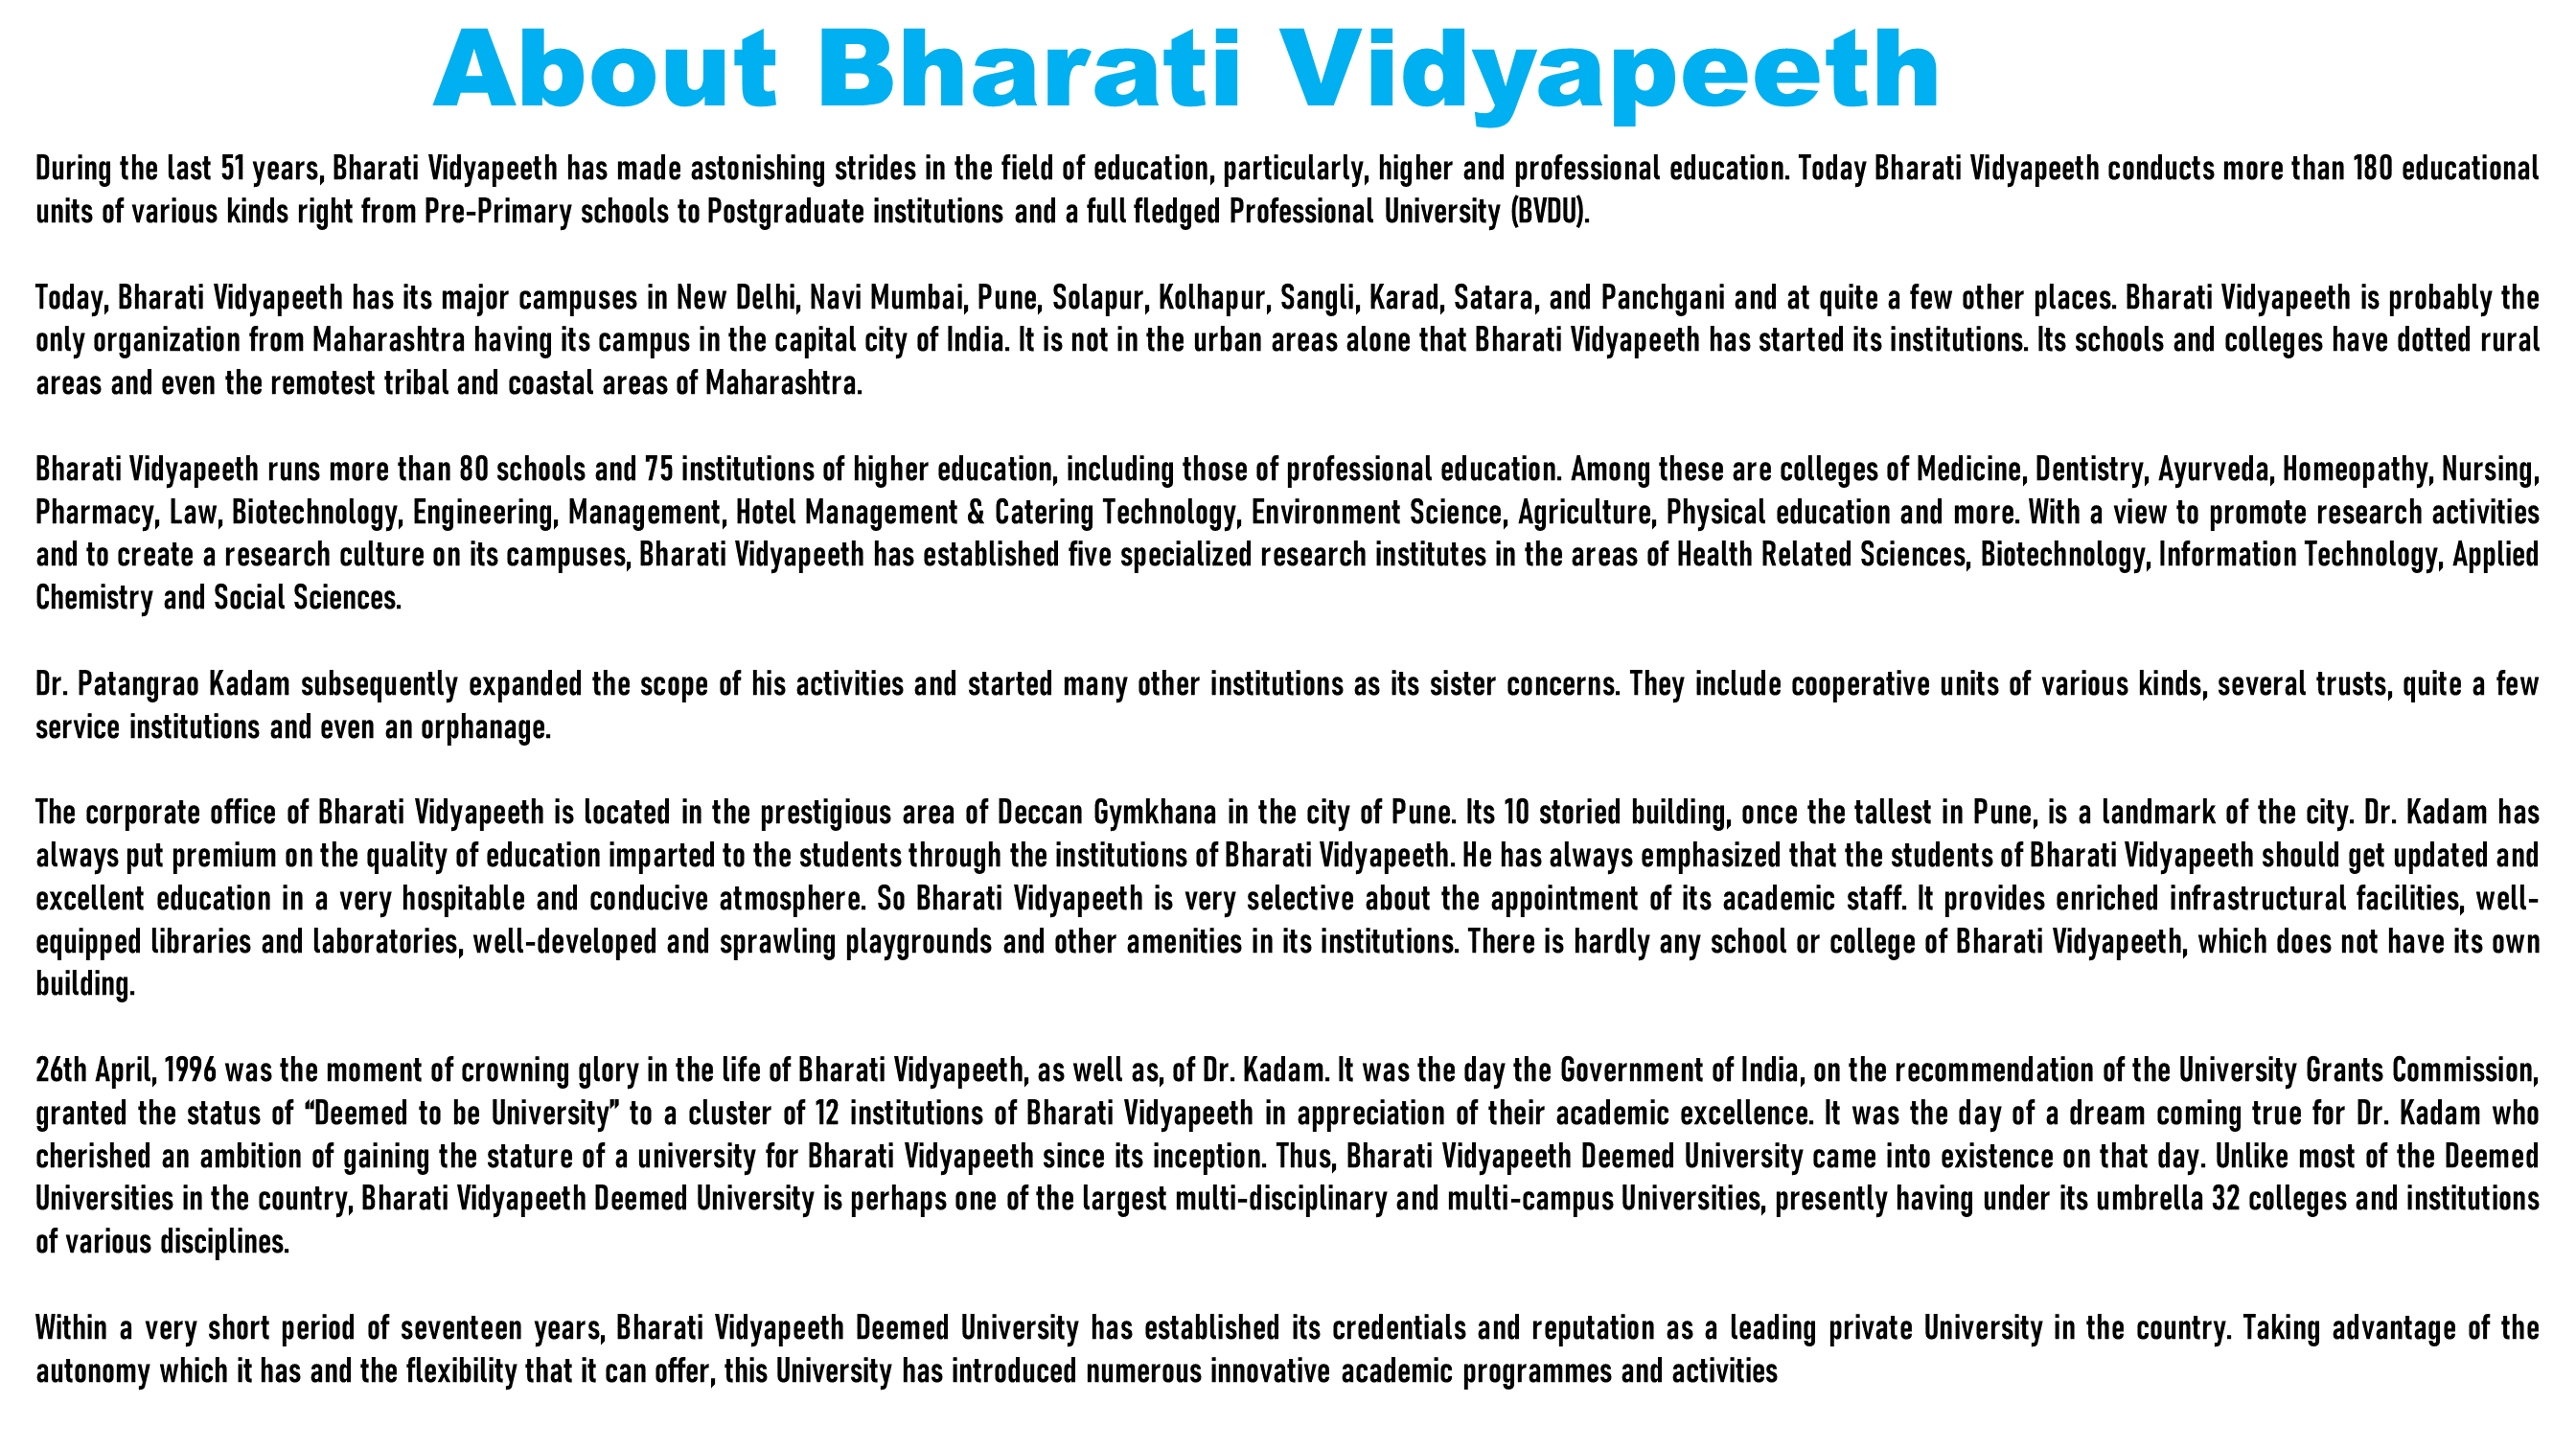 About Bharati Vidyapeeth
During the last 51 years, Bharati Vidyapeeth has made astonishing strides in the field of education, particularly, higher and professional education. Today Bharati Vidyapeeth conducts more than 180 educational
units of various kinds right from Pre-Primary schools to Postgraduate institutions and a full fledged Professional University (BVDU).
Today, Bharati Vidyapeeth has its major campuses in New Delhi, Navi Mumbai, Pune, Solapur, Kolhapur, Sangli, Karad, Satara, and Panchgani and at quite a few other places. Bharati Vidyapeeth is probably the
only organization from Maharashtra having its campus in the capital city of India. It is not in the urban areas alone that Bharati Vidyapeeth has started its institutions. Its schools and colleges have dotted rural
areas and even the remotest tribal and coastal areas of Maharashtra.
Bharati Vidyapeeth runs more than 80 schools and 75 institutions of higher education, including those of professional education. Among these are colleges of Medicine, Dentistry, Ayurveda, Homeopathy, Nursing,
Pharmacy, Law, Biotechnology, Engineering, Management, Hotel Management & Catering Technology, Environment Science, Agriculture, Physical education and more. With a view to promote research activities
and to create a research culture on its campuses, Bharati Vidyapeeth has established five specialized research institutes in the areas of Health Related Sciences, Biotechnology, Information Technology, Applied
Chemistry and Social Sciences.
Dr. Patangrao Kadam subsequently expanded the scope of his activities and started many other institutions as its sister concerns. They include cooperative units of various kinds, several trusts, quite a few
service institutions and even an orphanage.
The corporate office of Bharati Vidyapeeth is located in the prestigious area of Deccan Gymkhana in the city of Pune. Its 10 storied building, once the tallest in Pune, is a landmark of the city. Dr. Kadam has
always put premium on the quality of education imparted to the students through the institutions of Bharati Vidyapeeth. He has always emphasized that the students of Bharati Vidyapeeth should get updated and
excellent education in a very hospitable and conducive atmosphere. So Bharati Vidyapeeth is very selective about the appointment of its academic staff. It provides enriched infrastructural facilities, well-
equipped libraries and laboratories, well-developed and sprawling playgrounds and other amenities in its institutions. There is hardly any school or college of Bharati Vidyapeeth, which does not have its own
building.
26th April, 1996 was the moment of crowning glory in the life of Bharati Vidyapeeth, as well as, of Dr. Kadam. It was the day the Government of India, on the recommendation of the University Grants Commission,
granted the status of “Deemed to be University” to a cluster of 12 institutions of Bharati Vidyapeeth in appreciation of their academic excellence. It was the day of a dream coming true for Dr. Kadam who
cherished an ambition of gaining the stature of a university for Bharati Vidyapeeth since its inception. Thus, Bharati Vidyapeeth Deemed University came into existence on that day. Unlike most of the Deemed
Universities in the country, Bharati Vidyapeeth Deemed University is perhaps one of the largest multi-disciplinary and multi-campus Universities, presently having under its umbrella 32 colleges and institutions
of various disciplines.
Within a very short period of seventeen years, Bharati Vidyapeeth Deemed University has established its credentials and reputation as a leading private University in the country. Taking advantage of the
autonomy which it has and the flexibility that it can offer, this University has introduced numerous innovative academic programmes and activities